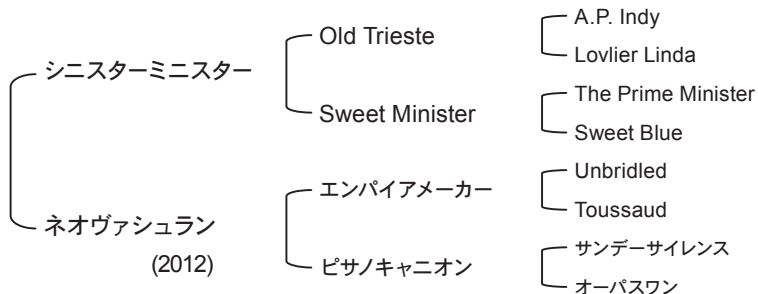 シニスターミニスター
Old Trieste
A.P. Indy
Lovlier Linda
Sweet Minister
The Prime Minister
Sweet Blue
ネオヴァシュラン
(2012)
エンパイアメーカー
Unbridled
Toussaud
ピサノキャニオン
サンデーサイレンス
オーパスワン